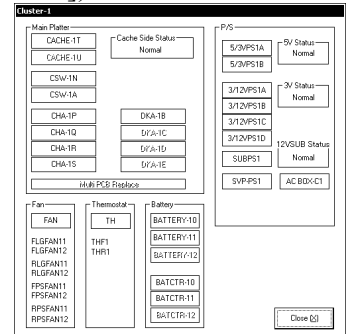 Cluster-1
Main Platter
CACHE-1T
CACHE-1U
Cache Side Status
Normal
CSW-1N
CSW-1A
CHA-1P
CHA-1Q
CHA-1R
CHA-1S
DKA-1B
DKA-1C
DKA-1D
DKA-1E
Multi PCB Replace
P/S
5/3VPS1A
5/3VPS1B
5V Status
Normal
3/12VPS1A
3/12VPS1B
3/12VPS1C
3/12VPS1D
3V Status
Normal
SUBPS1
12VSUB Status
Normal
SVP-PS1
AC BOX-C1
Fan
FAN
FLGFAN11
FLGFAN12
RLGFAN11
RLGFAN12
FPSFAN11
FPSFAN12
RPSFAN11
RPSFAN12
Thermostat
TH
THF1
THR1
Battery
BATTERY-10
BATTERY-11
BATTERY-12
BATCTR-10
BATCTR-11
BATCTR-12
Close (X)